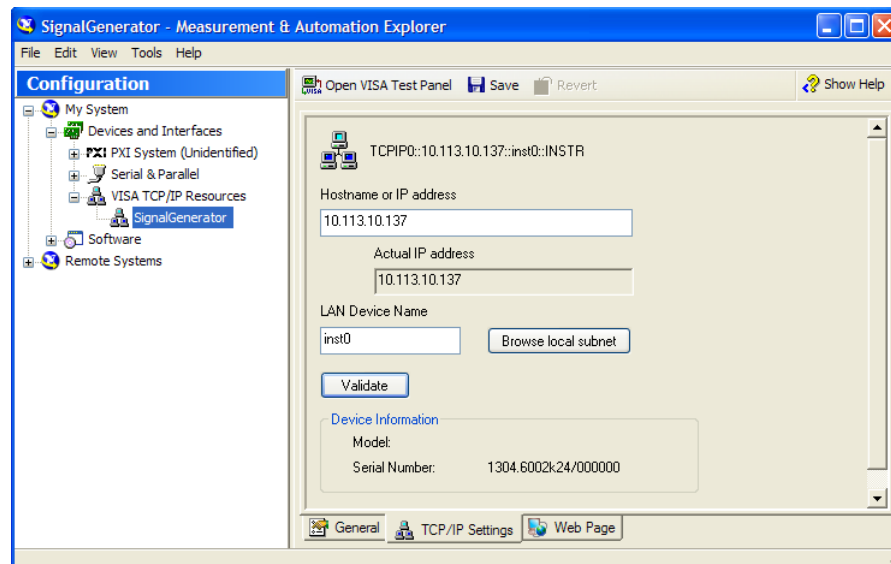 SignalGenerator - Measurement & Automation Explorer
File Edit View Tools Help
Configuration
My System
Devices and Interfaces
PXI PXI System (Unidentified)
Serial & Parallel
VISA TCP/IP Resources
SignalGenerator
Software
Remote Systems
VISA Open VISA Test Panel Save Revert Show Help
TCPIP0::10.113.10.137::inst0::INSTR
Hostname or IP address
10.113.10.137
Actual IP address
10.113.10.137
LAN Device Name
inst0 Browse local subnet
Validate
Device Information
Model:
Serial Number: 1304.6002k24/000000
General TCP/IP Settings Web Page